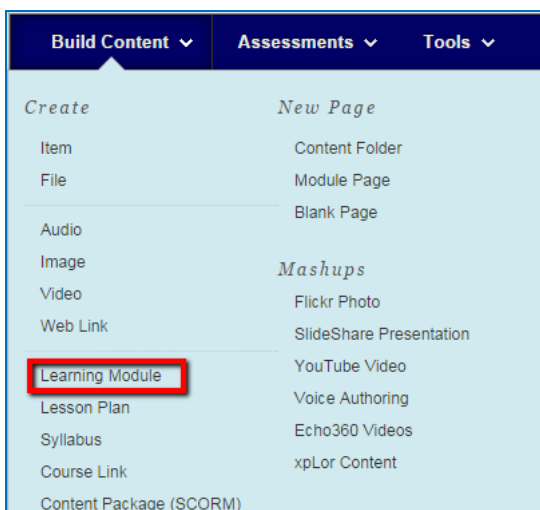 Build Content Assessments Tools
Create
Item
File
Audio
Image
Video
Web Link
Learning Module
Lesson Plan
Syllabus
Course Link
Content Package (SCORM)
New Page
Content Folder
Module Page
Blank Page
Mashups
Flickr Photo
SlideShare Presentation
YouTube Video
Voice Authoring
Echo360 Videos
xpLor Content